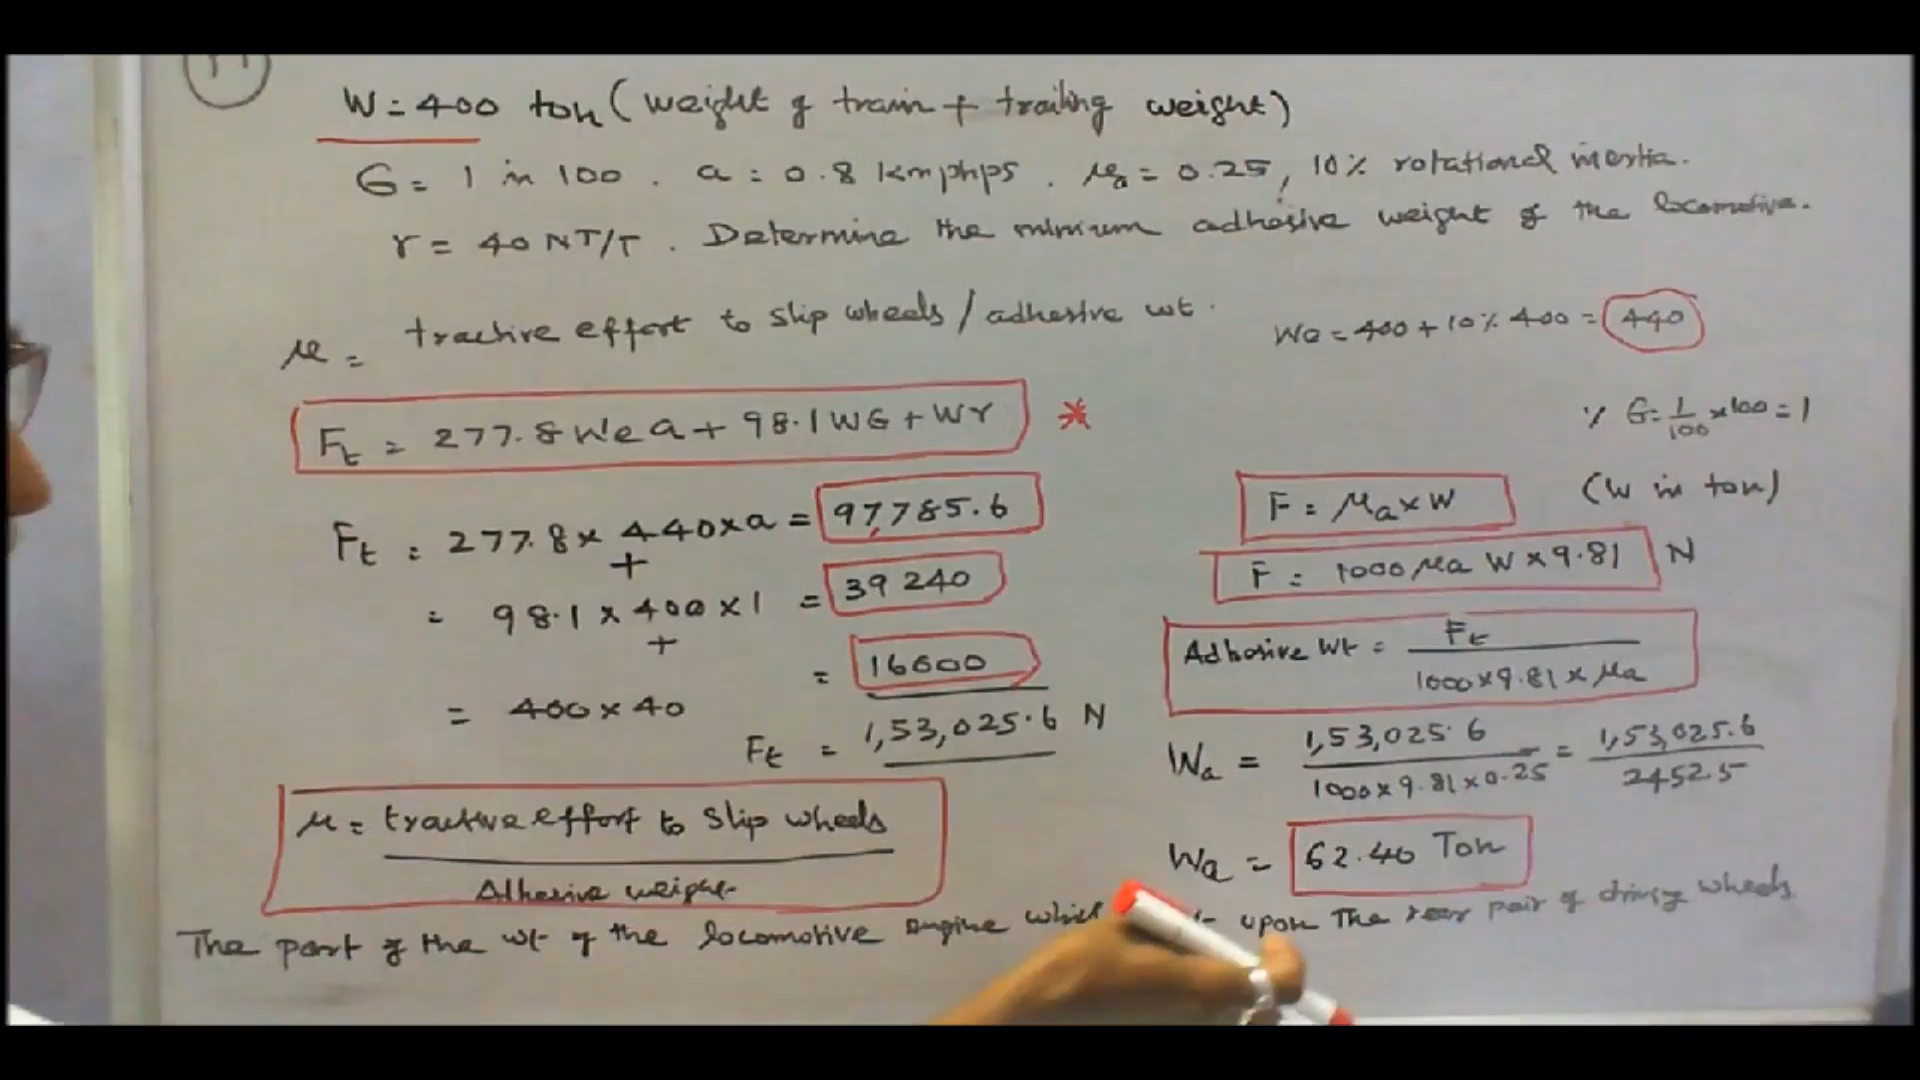 W = 400 ton (weight of train + trailing weight)
G = 1 in 100 . a = 0.8 kmphps . μa = 0.25, 10% rotational inertia.
r = 40 NT/T . Determine the minimum adhesive weight of the locomotive.
μ = tractive effort to slip wheels / adhesive wt .
We = 400 + 10% 400 = 440
Ft = 277.8 We a + 98.1 WG + Wr *
% G = 1/100 × 100 = 1
Ft = 277.8 × 440 × a = 97,785.6
+
= 98.1 × 400 × 1 = 39240
+
= 400 × 40 = 16000
Ft = 1,53,025.6 N
F = μa × W (W in ton)
F = 1000 μa W × 9.81 N
Adhesive Wt = Ft / 1000 × 9.81 × μa
Wa = 1,53,025.6 / 1000 × 9.81 × 0.25 = 1,53,025.6 / 2452.5
Wa = 62.40 Ton
μ = tractive effort to slip wheels / Adhesive weight
The part of the wt of the locomotive engine upon The rear pair of driving wheels